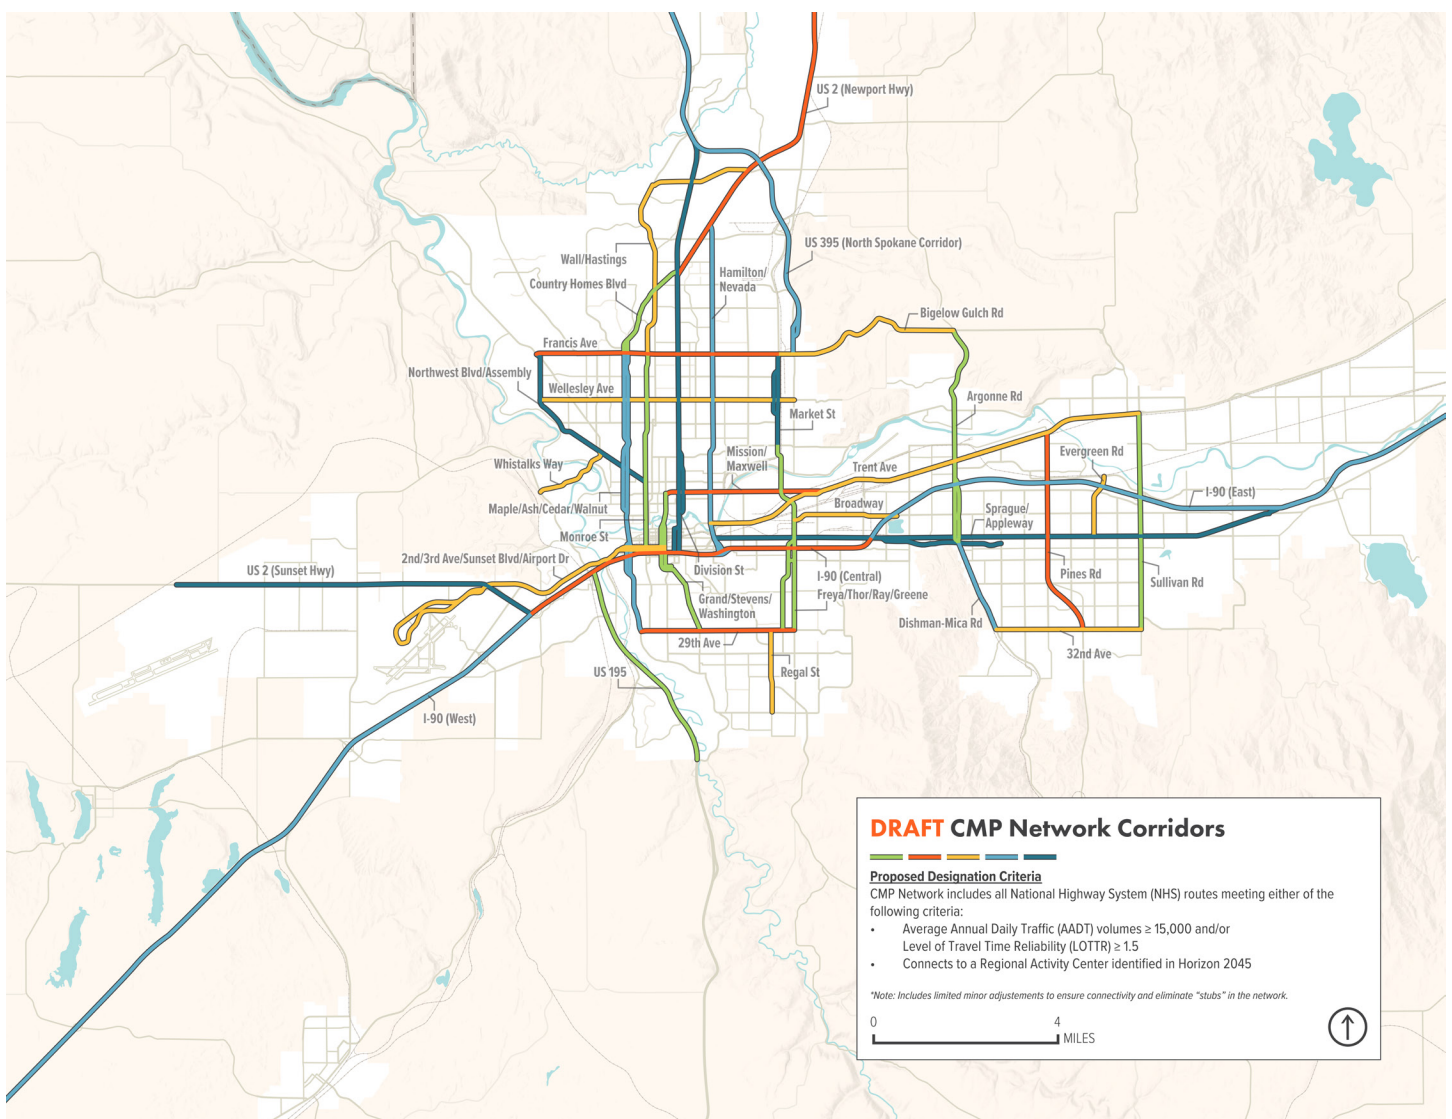 US 2 (Newport Hwy)
US 395 (North Spokane Corridor)
Wall/Hastings
Country Homes Blvd
Hamilton/
Nevada
Bigelow Gulch Rd
Francis Ave
Northwest Blvd/Assembly
Wellesley Ave
Argonne Rd
Market St
Mission/
Maxwell
Evergreen Rd
Whistalks Way
Trent Ave
I-90 (East)
Maple/Ash/Cedar/Walnut
Broadway
Sprague/
Appleway
Monroe St
2nd/3rd Ave/Sunset Blvd/Airport Dr
US 2 (Sunset Hwy)
Division St
I-90 (Central)
Pines Rd
Sullivan Rd
Grand/Stevens/
Washington
Freya/Thor/Ray/Greene
Dishman-Mica Rd
29th Ave
32nd Ave
US 195
Regal St
I-90 (West)
DRAFT CMP Network Corridors
Proposed Designation Criteria
CMP Network includes all National Highway System (NHS) routes meeting either of the
following criteria:
• Average Annual Daily Traffic (AADT) volumes ≥ 15,000 and/or
Level of Travel Time Reliability (LOTTR) ≥ 1.5
• Connects to a Regional Activity Center identified in Horizon 2045
*Note: Includes limited minor adjustements to ensure connectivity and eliminate “stubs” in the network.
0 4
MILES